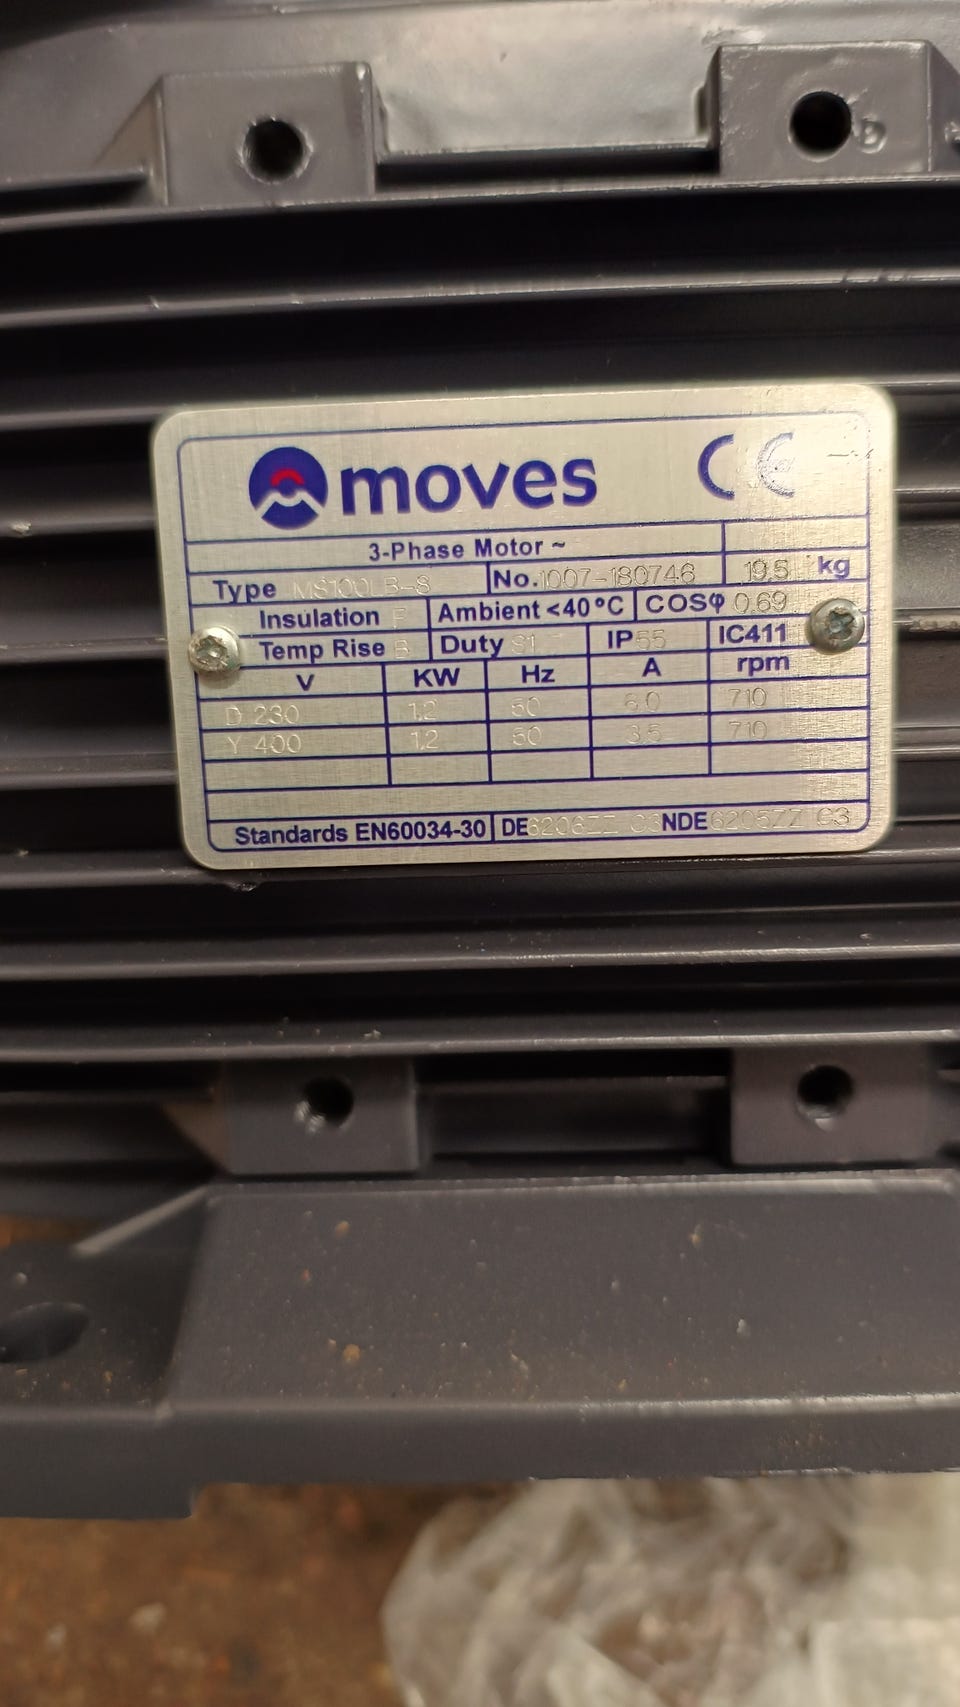 moves CE
3-Phase Motor ~
Type MS100LB-8 No.1007-180746 19.5 kg
Insulation F Ambient <40°C COSφ 0.69
Temp Rise B Duty S1 IP55 IC411
V KW Hz A rpm
D 230 1.2 50 6.0 710
Y 400 1.2 50 3.5 710
Standards EN60034-30 DE6206ZZ C3 NDE6205ZZ C3